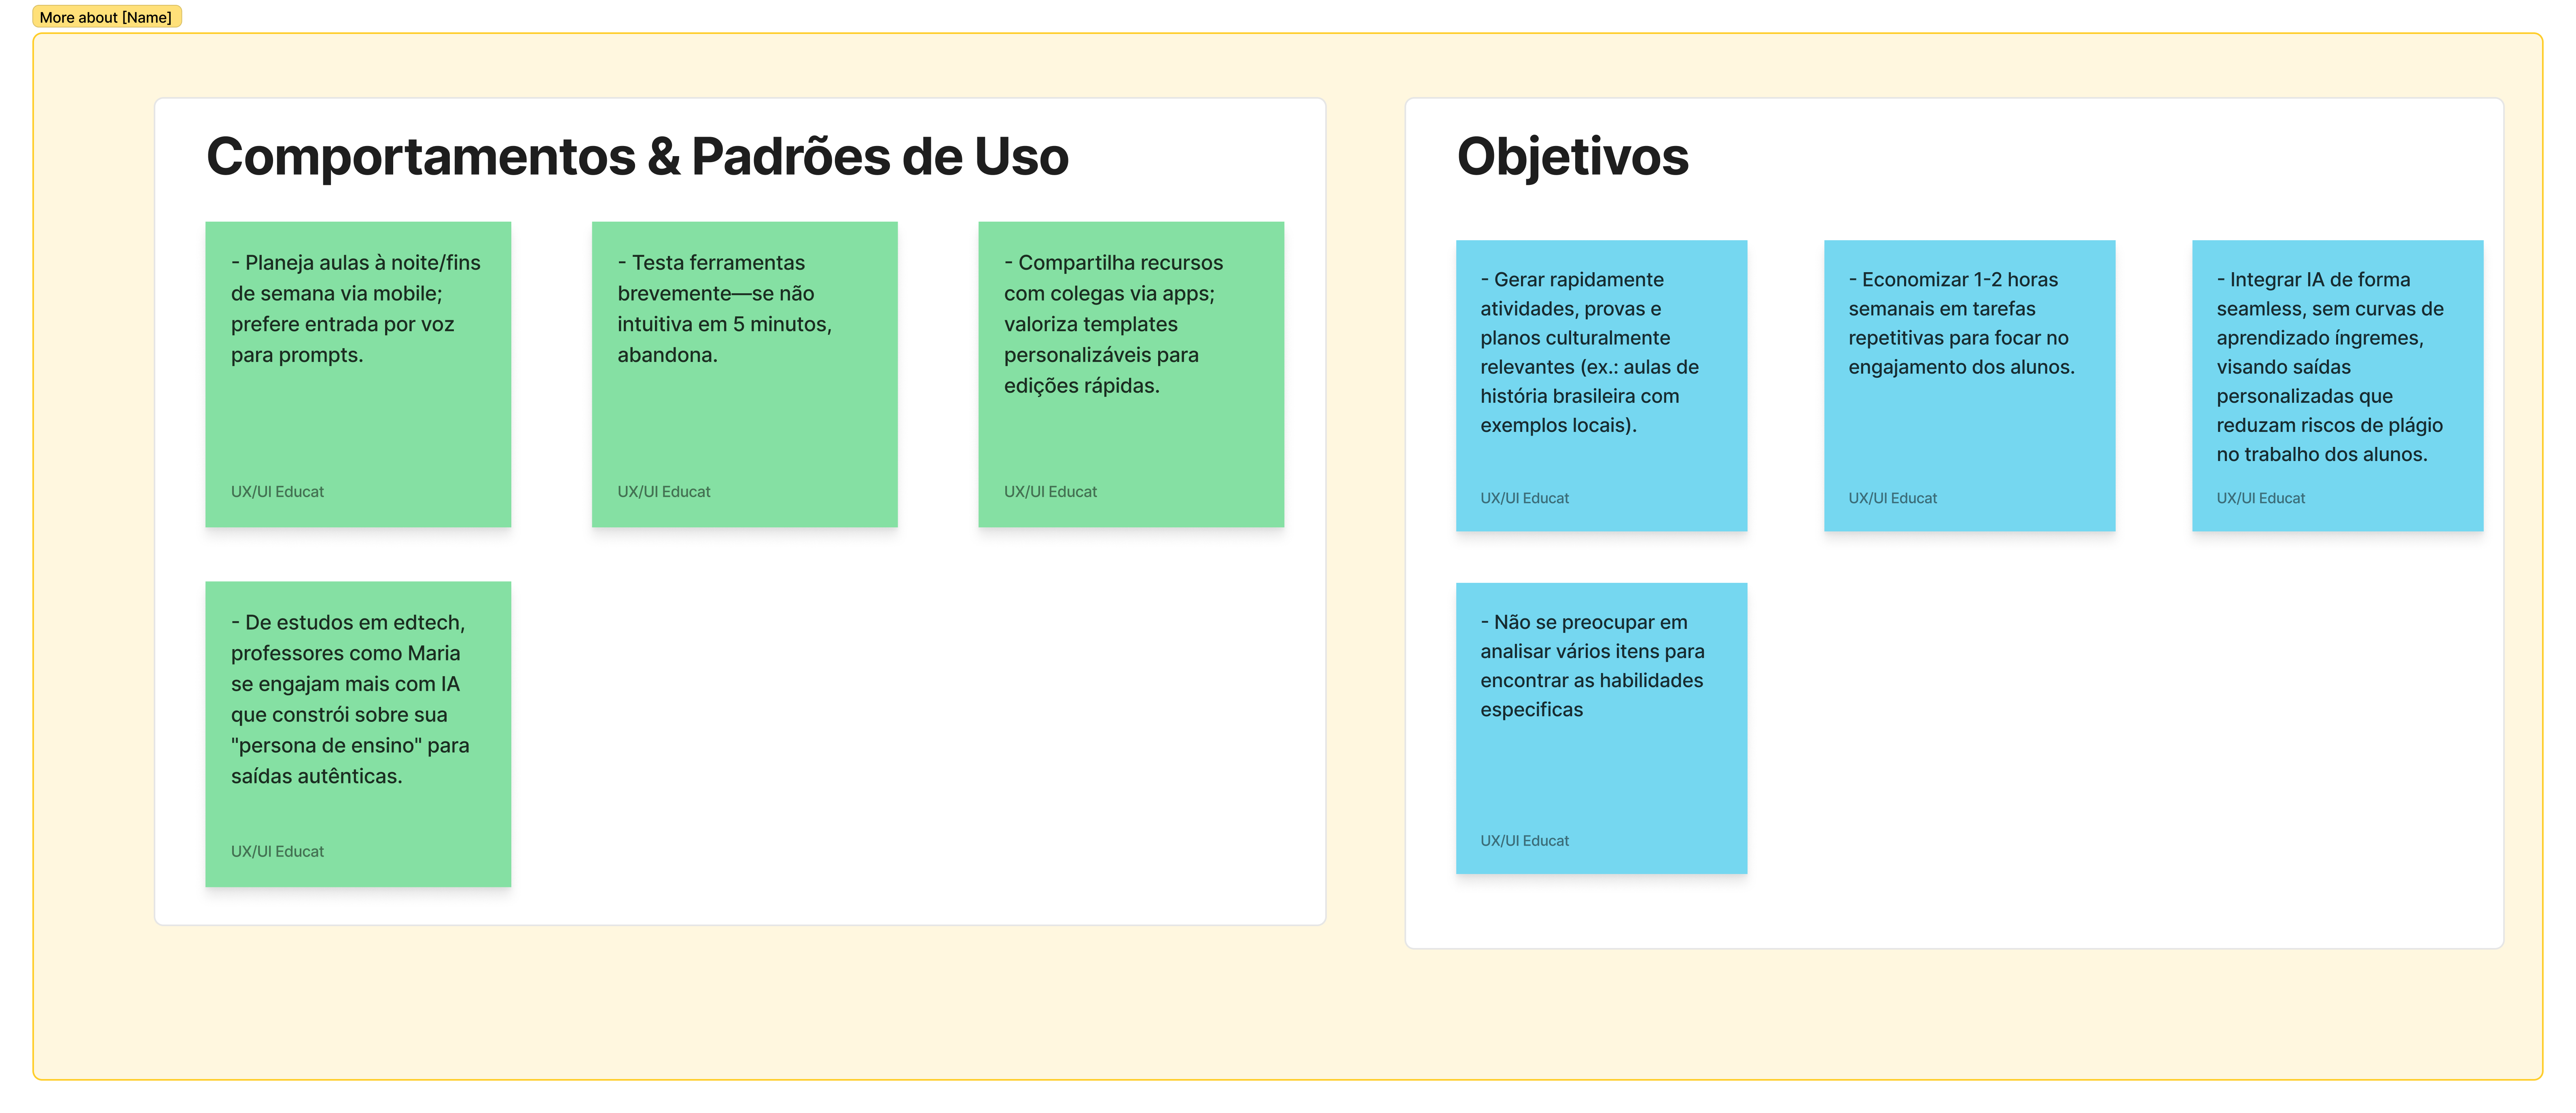 More about [Name]
Comportamentos & Padrões de Uso
- Planeja aulas à noite/fins
de semana via mobile;
prefere entrada por voz
para prompts.
UX/UI Educat
- Testa ferramentas
brevemente—se não
intuitiva em 5 minutos,
abandona.
UX/UI Educat
- Compartilha recursos
com colegas via apps;
valoriza templates
personalizáveis para
edições rápidas.
UX/UI Educat
- De estudos em edtech,
professores como Maria
se engajam mais com IA
que constrói sobre sua
"persona de ensino" para
saídas autênticas.
UX/UI Educat
Objetivos
- Gerar rapidamente
atividades, provas e
planos culturalmente
relevantes (ex.: aulas de
história brasileira com
exemplos locais).
UX/UI Educat
- Economizar 1-2 horas
semanais em tarefas
repetitivas para focar no
engajamento dos alunos.
UX/UI Educat
- Integrar IA de forma
seamless, sem curvas de
aprendizado íngremes,
visando saídas
personalizadas que
reduzam riscos de plágio
no trabalho dos alunos.
UX/UI Educat
- Não se preocupar em
analisar vários itens para
encontrar as habilidades
especificas
UX/UI Educat